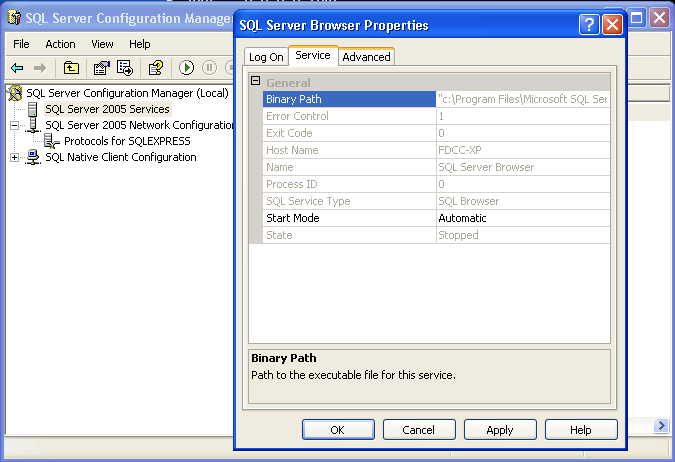 SQL Server Configuration Manager
File Action View Help
SQL Server Configuration Manager (Local)
SQL Server 2005 Services
SQL Server 2005 Network Configuration
Protocols for SQLEXPRESS
SQL Native Client Configuration
SQL Server Browser Properties
Log On Service Advanced
General
Binary Path "c:\Program Files\Microsoft SQL Ser
Error Control 1
Exit Code 0
Host Name FDCC-XP
Name SQL Server Browser
Process ID 0
SQL Service Type SQL Browser
Start Mode Automatic
State Stopped
Binary Path
Path to the executable file for this service.
OK Cancel Apply Help